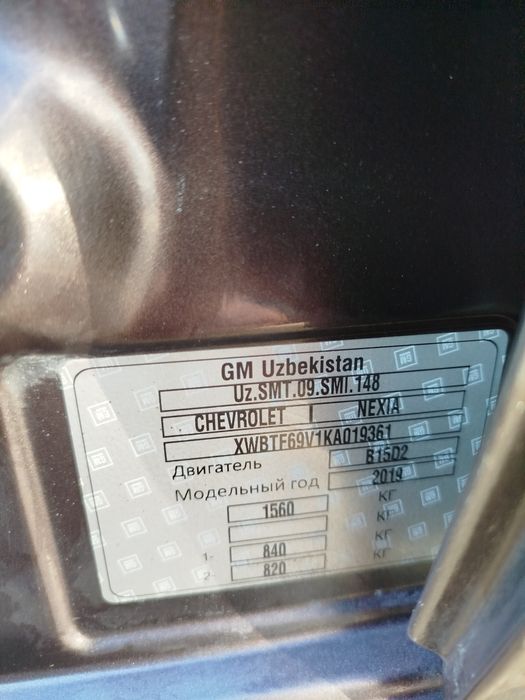 GM Uzbekistan
Uz.SMT.09.SMI.148
CHEVROLET NEXIA
XWBTF69V1KA019361
Двигатель B15D2
Модельный год 2019
1560 КГ
КГ
1- 840 КГ
2- 820 КГ